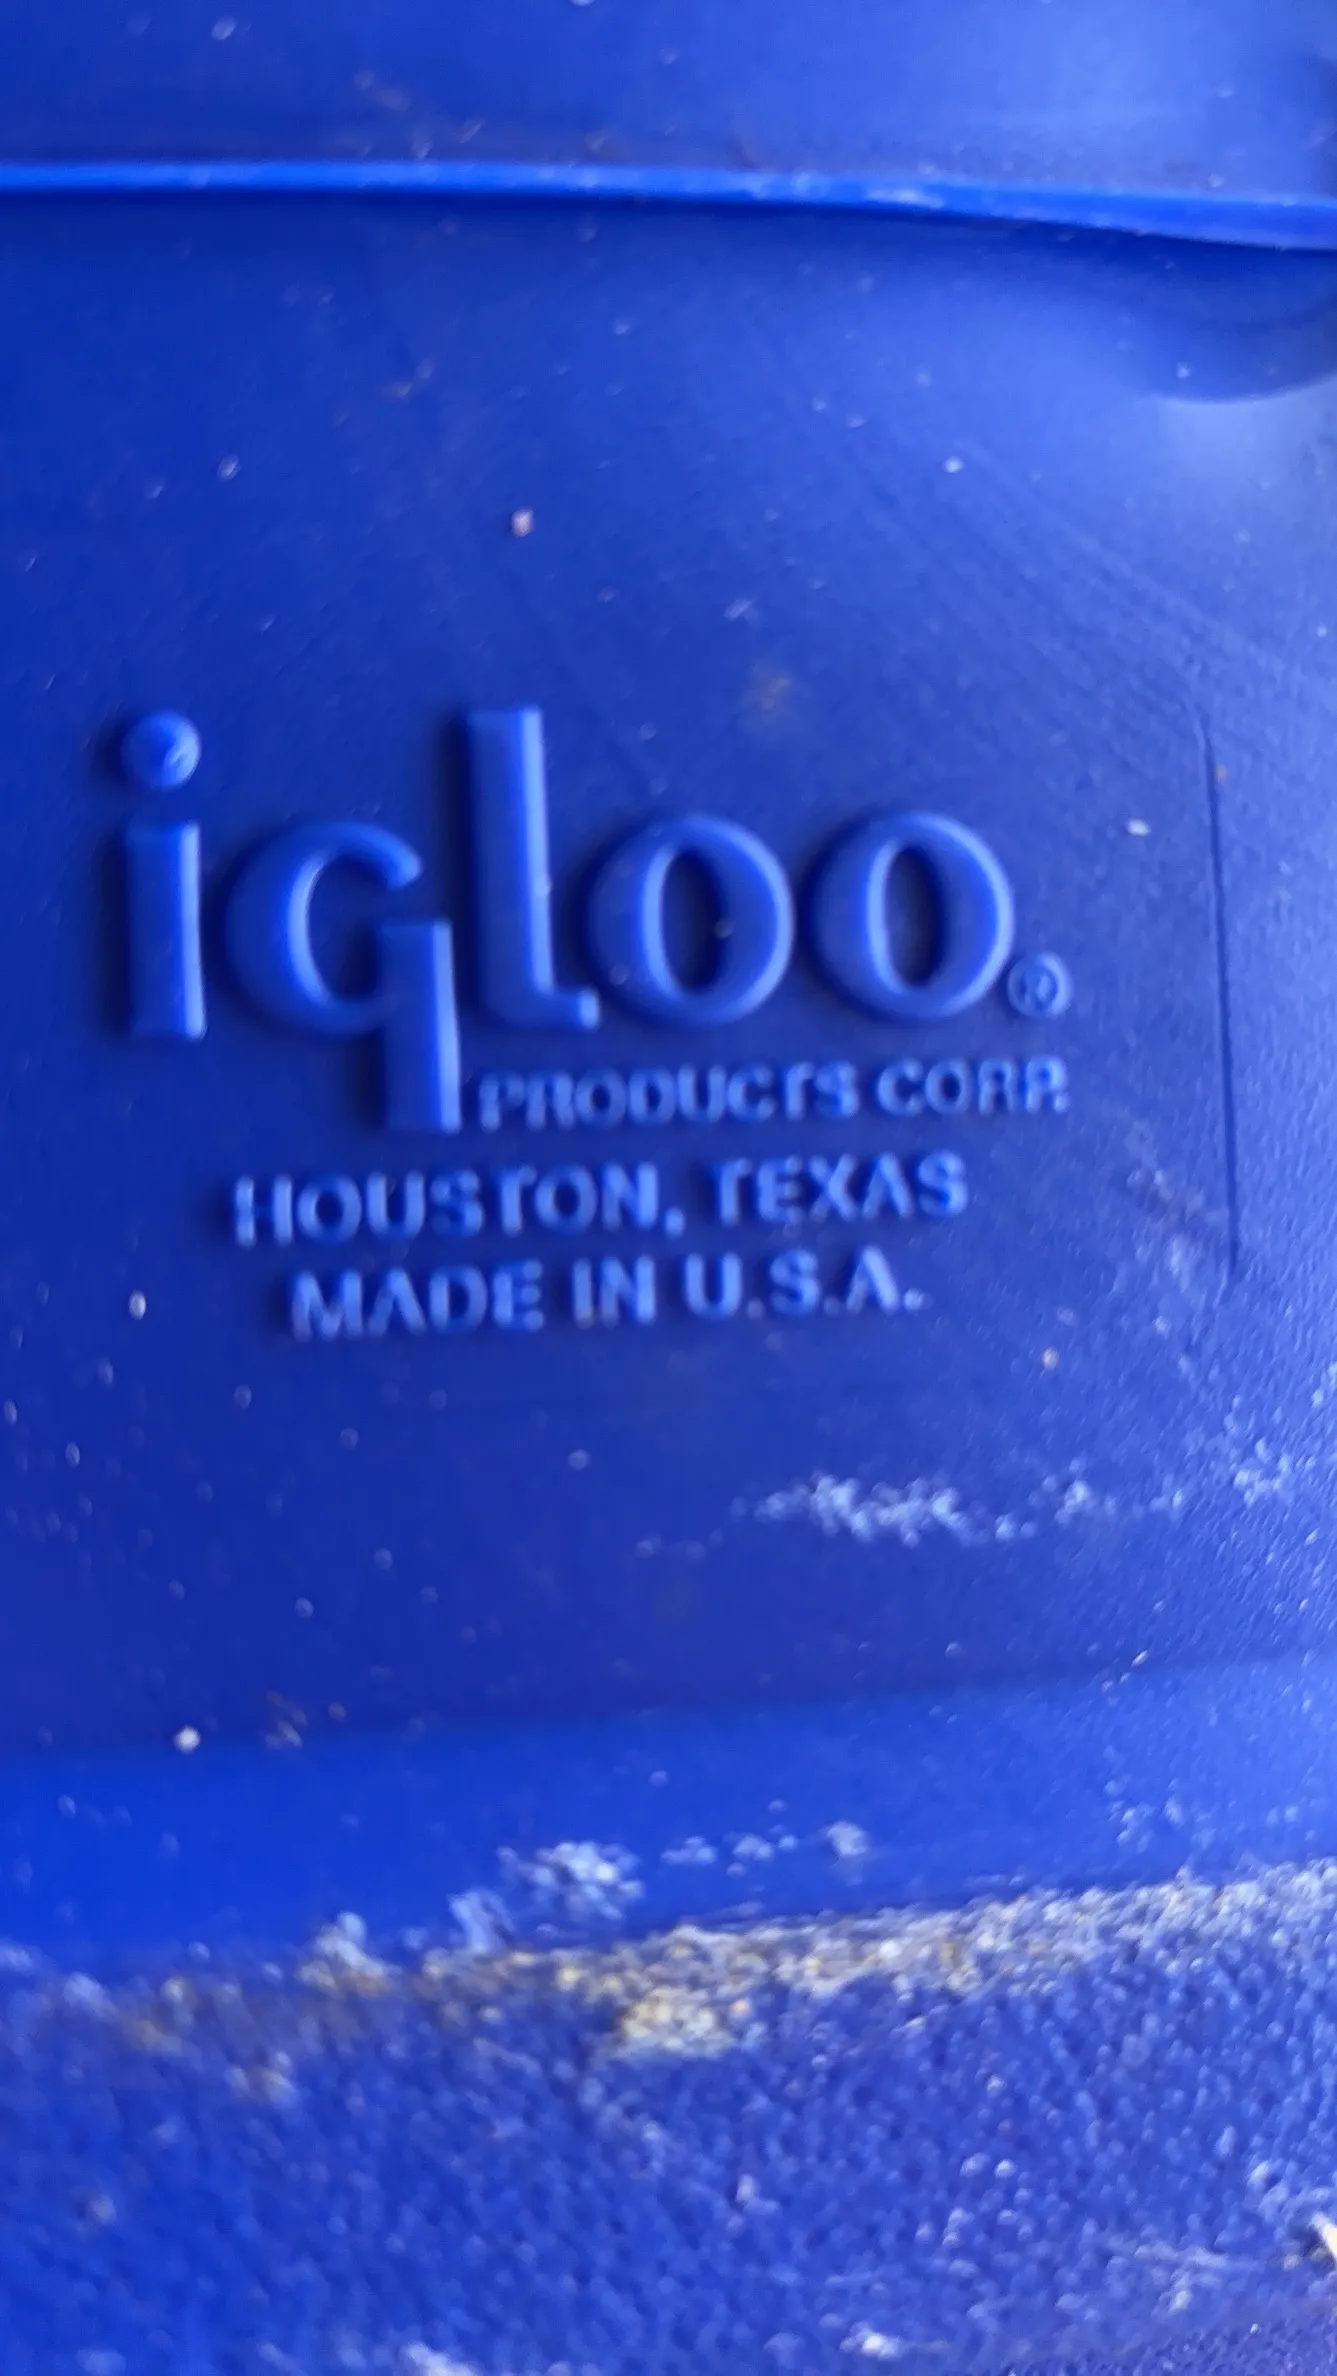 igloo®
PRODUCTS CORP.
HOUSTON, TEXAS
MADE IN U.S.A.